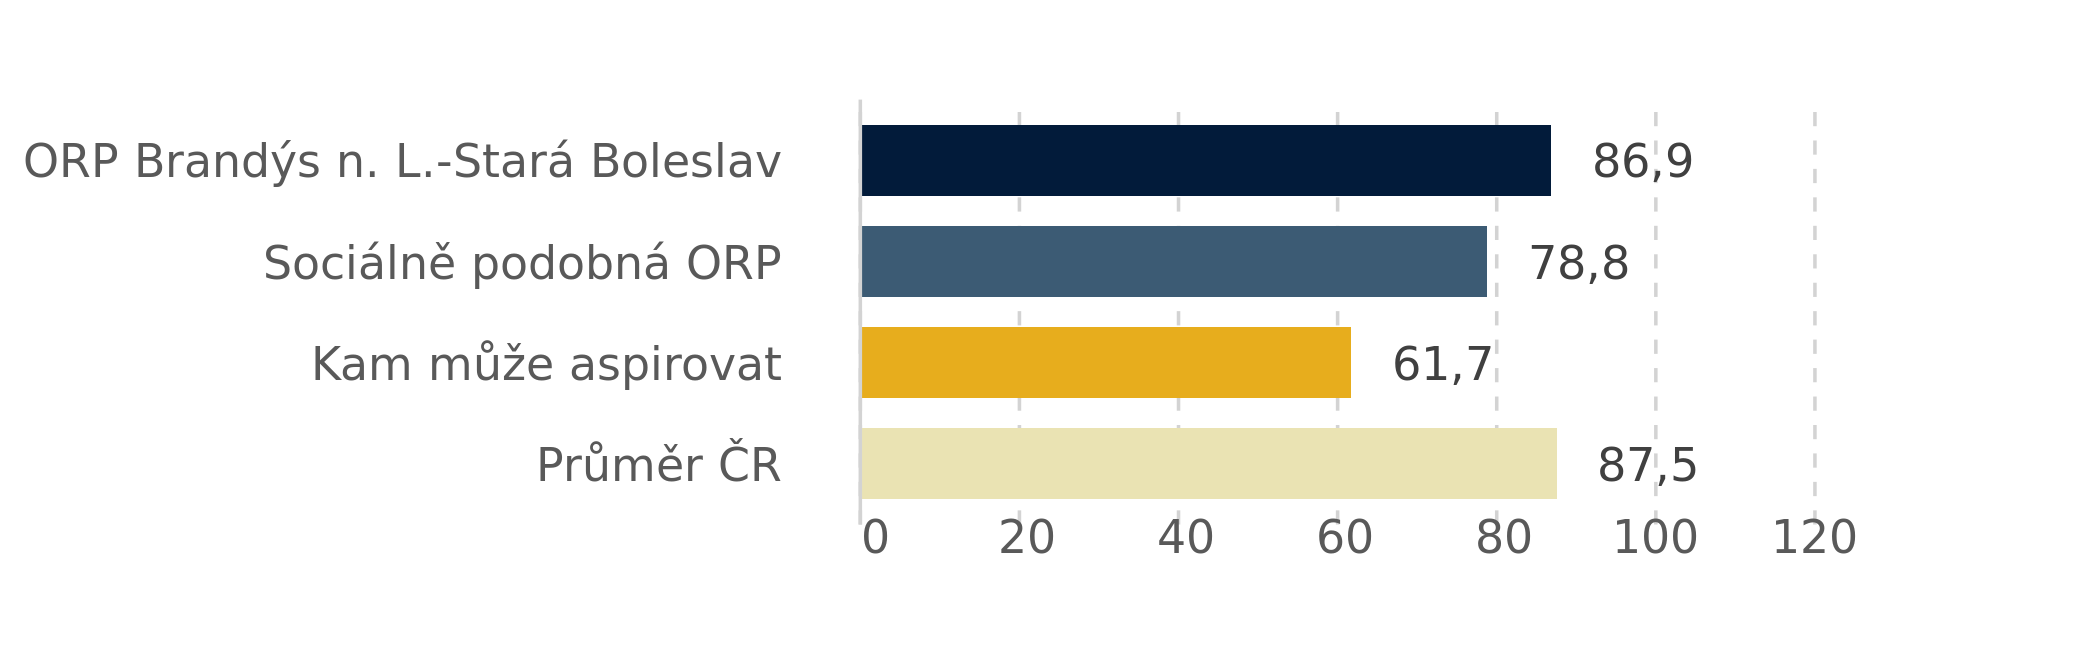 ORP Brandýs n. L.-Stará Boleslav 86,9
Sociálně podobná ORP 78,8
Kam může aspirovat 61,7
Průměr ČR 87,5
0 20 40 60 80 100 120